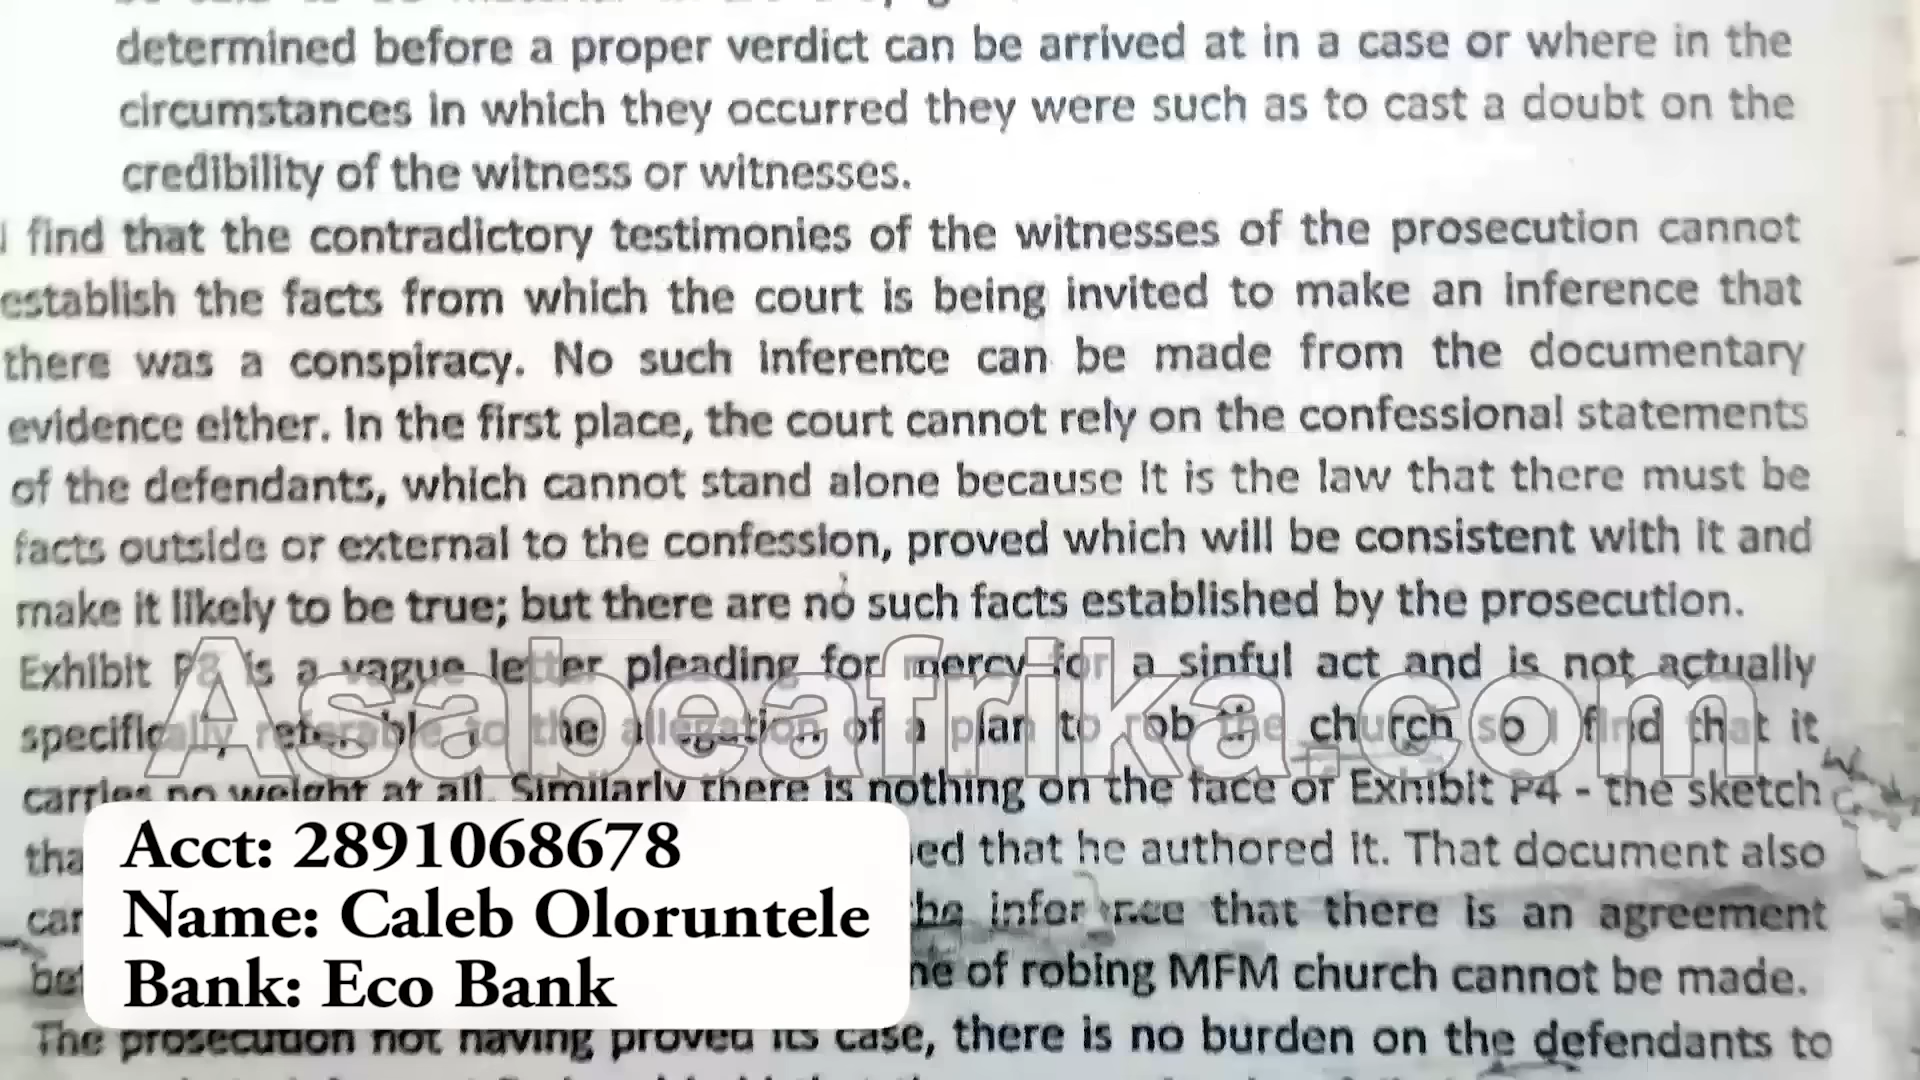 determined before a proper verdict can be arrived at in a case or where in the
circumstances in which they occurred they were such as to cast a doubt on the
credibility of the witness or witnesses.
I find that the contradictory testimonies of the witnesses of the prosecution cannot
establish the facts from which the court is being invited to make an inference that
there was a conspiracy. No such inference can be made from the documentary
evidence either. In the first place, the court cannot rely on the confessional statements
of the defendants, which cannot stand alone because it is the law that there must be
facts outside or external to the confession, proved which will be consistent with it and
make it likely to be true; but there are no such facts established by the prosecution.
Exhibit P8 is a vague letter pleading for mercy for a sinful act and is not actually
specifically referable to the allegation of a plan to rob the church so I find that it
Asabeafrika.com
carries no weight at all. Similarly there is nothing on the face of Exhibit P4 - the sketch
that he authored it. That document also
that there is an agreement
of robing MFM church cannot be made.
Acct: 2891068678
Name: Caleb Oloruntele
Bank: Eco Bank
The prosecution not having proved its case, there is no burden on the defendants to